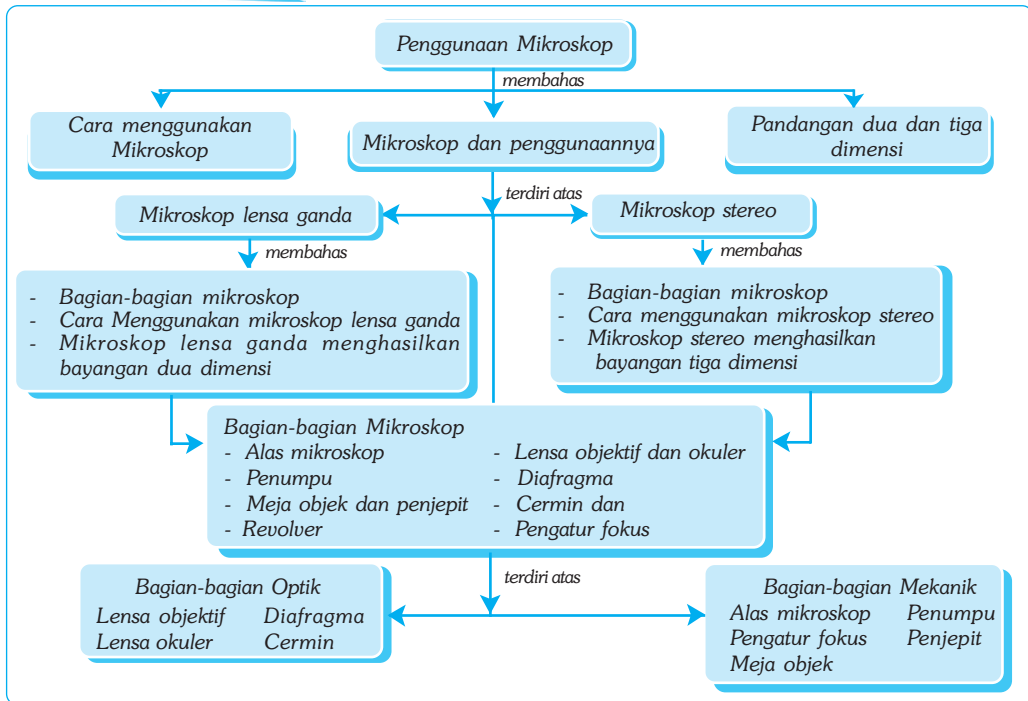 Penggunaan Mikroskop
membahas
Cara menggunakan
Mikroskop
Mikroskop dan penggunaannya
Pandangan dua dan tiga
dimensi
terdiri atas
Mikroskop lensa ganda
Mikroskop stereo
membahas
membahas
- Bagian-bagian mikroskop
- Cara Menggunakan mikroskop lensa ganda
- Mikroskop lensa ganda menghasilkan
bayangan dua dimensi
- Bagian-bagian mikroskop
- Cara menggunakan mikroskop stereo
- Mikroskop stereo menghasilkan
bayangan tiga dimensi
Bagian-bagian Mikroskop
- Alas mikroskop
- Penumpu
- Meja objek dan penjepit
- Revolver
- Lensa objektif dan okuler
- Diafragma
- Cermin dan
- Pengatur fokus
terdiri atas
Bagian-bagian Optik
Lensa objektif Diafragma
Lensa okuler Cermin
Bagian-bagian Mekanik
Alas mikroskop Penumpu
Pengatur fokus Penjepit
Meja objek